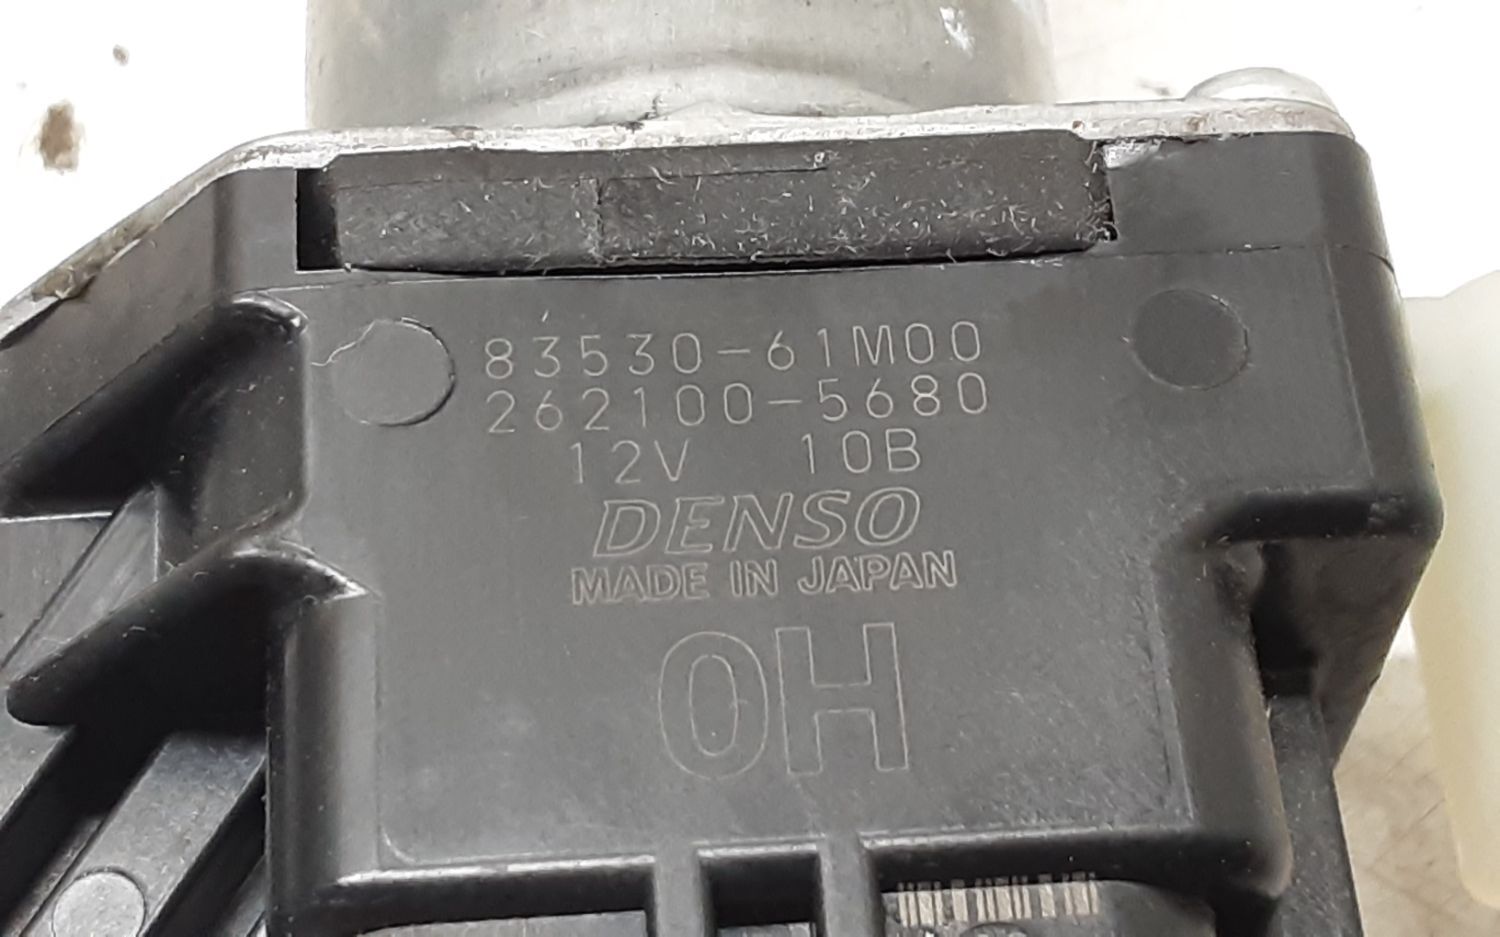 83530-61M00
262100-5680
12V 10B
DENSO
MADE IN JAPAN
0H